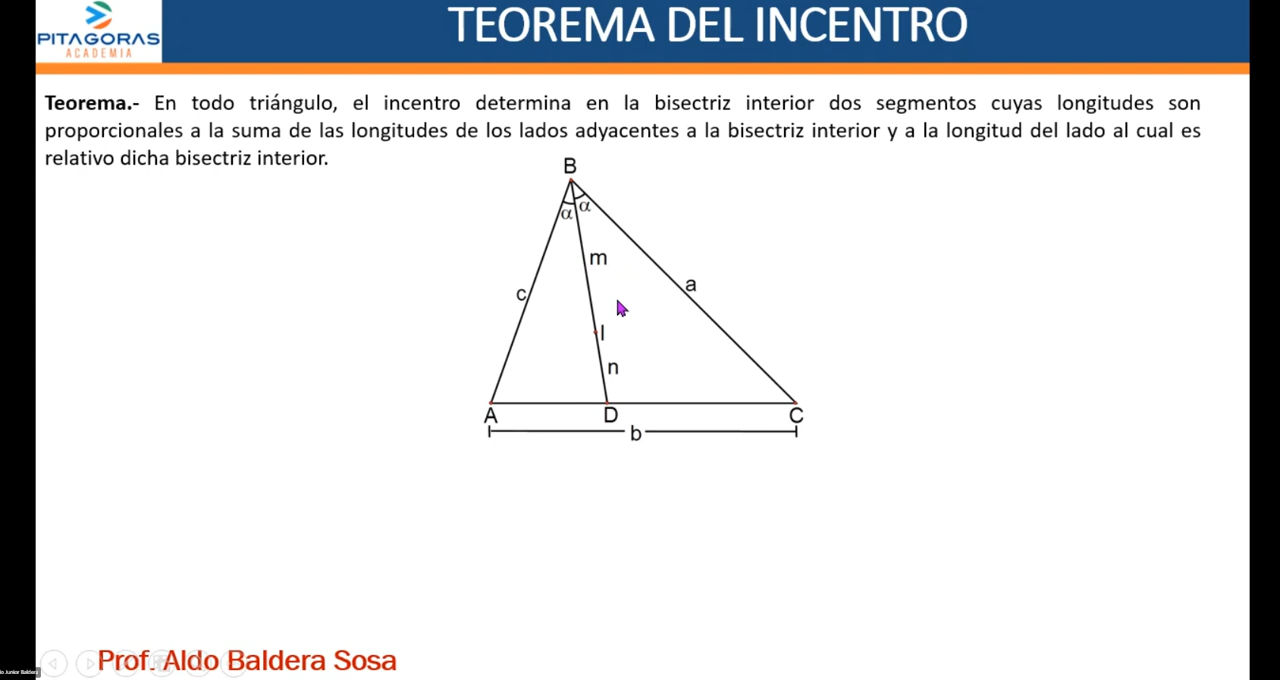 PITAGORAS
ACADEMIA
TEOREMA DEL INCENTRO
Teorema.- En todo triángulo, el incentro determina en la bisectriz interior dos segmentos cuyas longitudes son
proporcionales a la suma de las longitudes de los lados adyacentes a la bisectriz interior y a la longitud del lado al cual es
relativo dicha bisectriz interior.
B
α α
m
c
a
I
n
A
D
C
b
Prof. Aldo Baldera Sosa